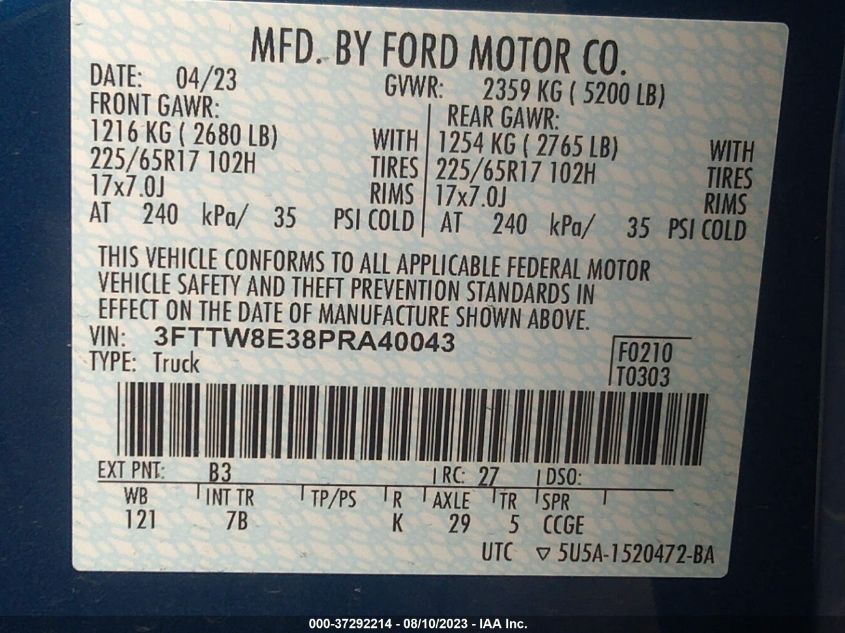 MFD. BY FORD MOTOR CO.
DATE: 04/23 GVWR: 2359 KG ( 5200 LB)
FRONT GAWR: REAR GAWR:
1216 KG ( 2680 LB) WITH 1254 KG ( 2765 LB) WITH
225/65R17 102H TIRES 225/65R17 102H TIRES
17x7.0J RIMS 17x7.0J RIMS
AT 240 kPa/ 35 PSI COLD AT 240 kPa/ 35 PSI COLD
THIS VEHICLE CONFORMS TO ALL APPLICABLE FEDERAL MOTOR
VEHICLE SAFETY AND THEFT PREVENTION STANDARDS IN
EFFECT ON THE DATE OF MANUFACTURE SHOWN ABOVE.
VIN: 3FTTW8E38PRA40043
TYPE: Truck
F0210
T0303
EXT PNT: B3 RC: 27 DSO:
WB INT TR TP/PS R AXLE TR SPR
121 7B K 29 5 CCGE
UTC ▽ 5U5A-1520472-BA
000-37292214 - 08/10/2023 - IAA Inc.